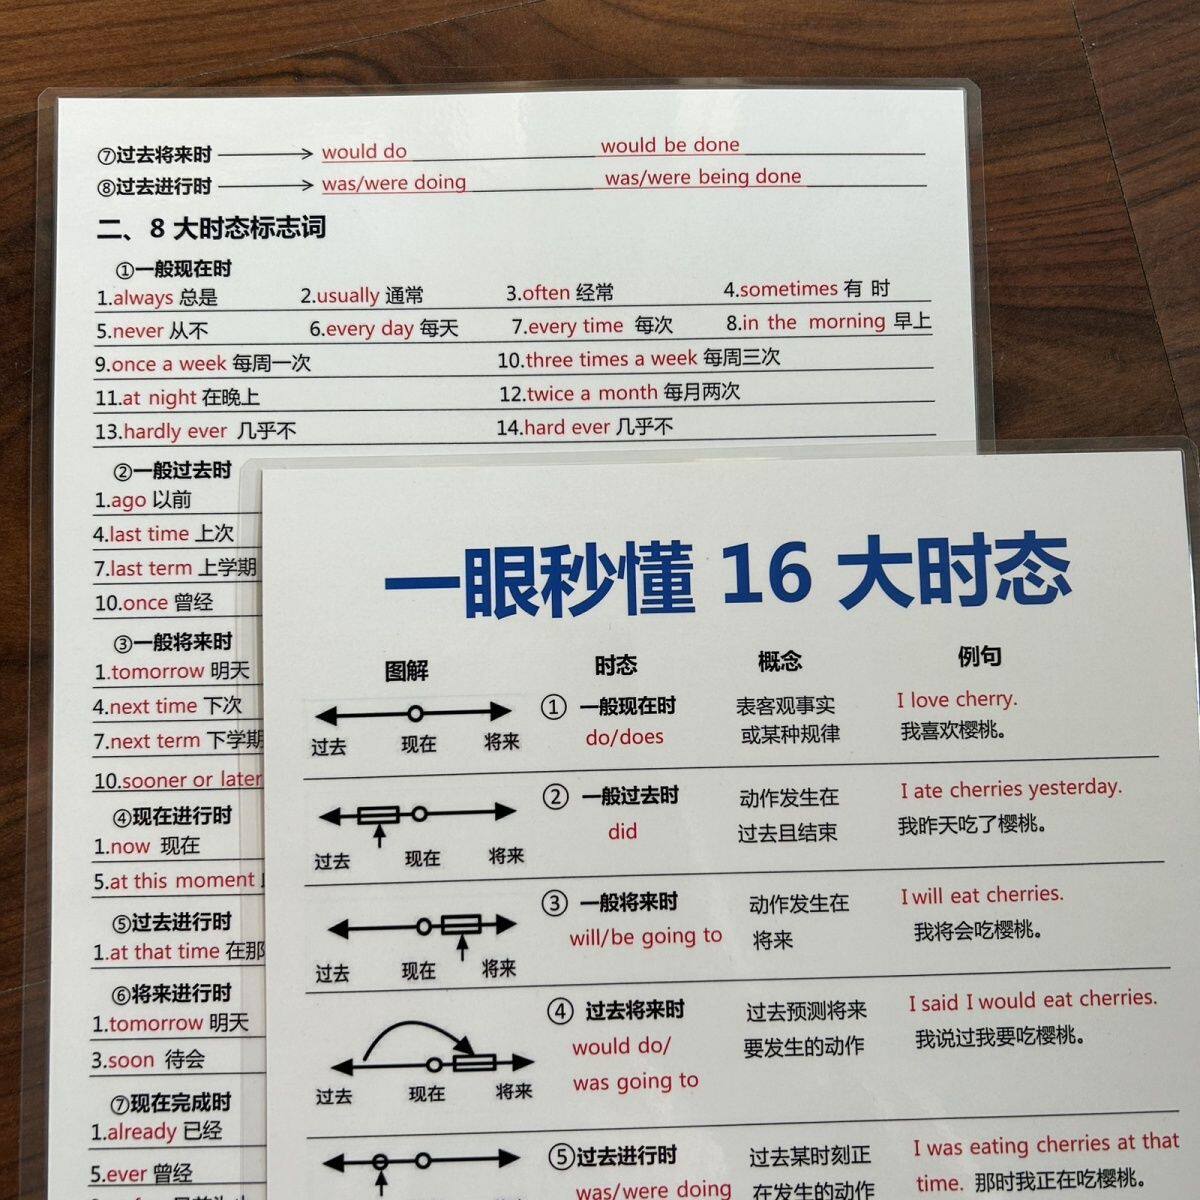 ⑦过去将来时 would do would be done
⑧过去进行时 was/were doing was/were being done
二、8 大时态标志词
①一般现在时
1.always 总是 2.usually 通常 3.often 经常 4.sometimes 有 时
5.never 从不 6.every day 每天 7.every time 每次 8.in the morning 早上
9.once a week 每周一次 10.three times a week 每周三次
11.at night 在晚上 12.twice a month 每月两次
13.hardly ever 几乎不 14.hard ever 几乎不
②一般过去时
1.ago 以前
4.last time 上次
7.last term 上学期
10.once 曾经
③一般将来时
1.tomorrow 明天
4.next time 下次
7.next term 下学期
10.sooner or later
④现在进行时
1.now 现在
5.at this moment
⑤过去进行时
1.at that time 在那
⑥将来进行时
1.tomorrow 明天
3.soon 待会
⑦现在完成时
1.already 已经
5.ever 曾经
一眼秒懂 16 大时态
图解 时态 概念 例句
① 一般现在时 表客观事实 I love cherry.
过去 现在 将来 do/does 或某种规律 我喜欢樱桃。
② 一般过去时 动作发生在 I ate cherries yesterday.
过去 现在 将来 did 过去且结束 我昨天吃了樱桃。
③ 一般将来时 动作发生在 I will eat cherries.
过去 现在 将来 will/be going to 将来 我将会吃樱桃。
④ 过去将来时 过去预测将来 I said I would eat cherries.
would do/ 要发生的动作 我说过我要吃樱桃。
过去 现在 将来 was going to
⑤过去进行时 过去某时刻正 I was eating cherries at that
was/were doing 在发生的动作 time. 那时我正在吃樱桃。